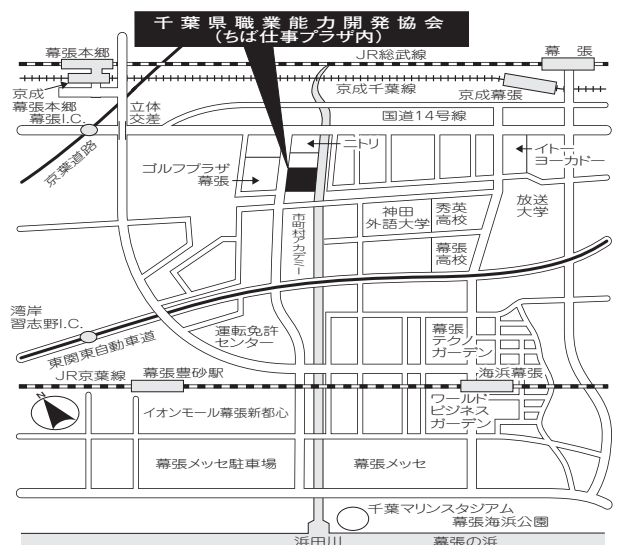 千葉県職業能力開発協会
(ちば仕事プラザ内)
幕張本郷
JR総武線
幕張
京成
幕張本郷
京成千葉線
京成幕張
幕張I.C.
立体
交差
国道14号線
京葉道路
ニトリ
イトー
ヨーカドー
ゴルフプラザ
幕張
市町村アカデミー
神田
外語大学
秀英
高校
放送
大学
幕張
高校
湾岸
習志野I.C.
東関東自動車道
運転免許
センター
幕張
テクノ
ガーデン
JR京葉線
幕張豊砂駅
海浜幕張
N
イオンモール幕張新都心
ワールド
ビジネス
ガーデン
幕張メッセ駐車場
幕張メッセ
千葉マリンスタジアム
幕張海浜公園
浜田川
幕張の浜